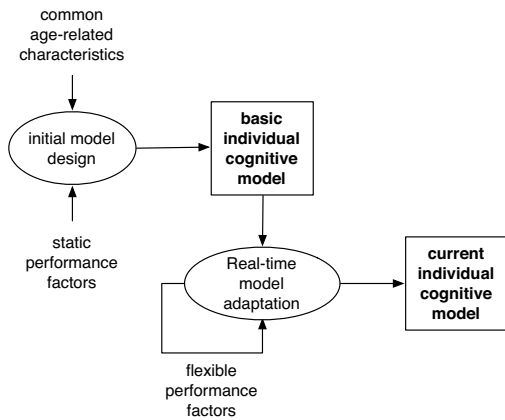 common
age-related
characteristics
initial model
design
basic
individual
cognitive
model
static
performance
factors
Real-time
model
adaptation
current
individual
cognitive
model
flexible
performance
factors